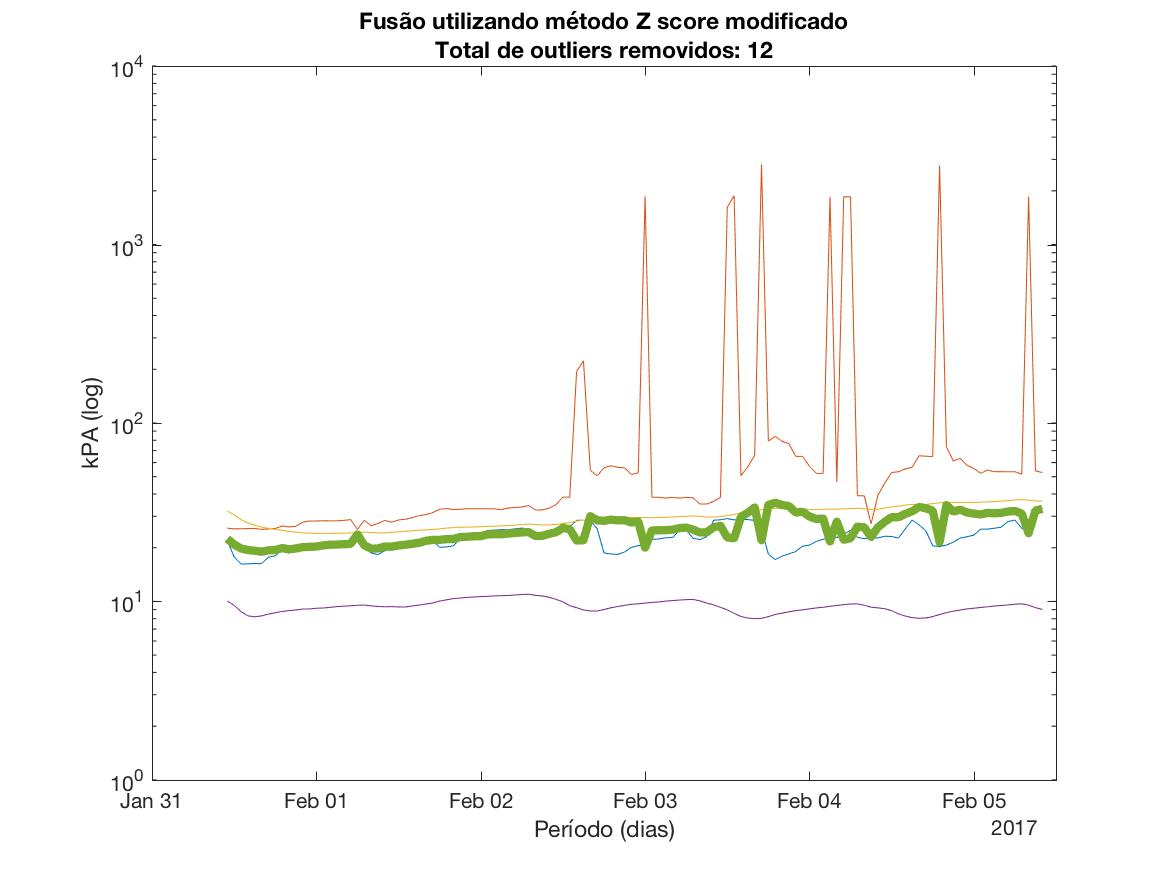 Fusão utilizando método Z score modificado
Total de outliers removidos: 12
10^4
10^3
10^2
10^1
10^0
kPA (log)
Jan 31
Feb 01
Feb 02
Feb 03
Feb 04
Feb 05
Período (dias)
2017